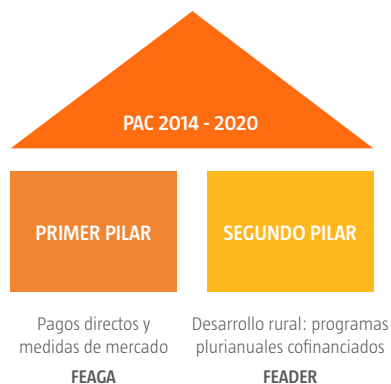 PAC 2014 - 2020
PRIMER PILAR
SEGUNDO PILAR
Pagos directos y
medidas de mercado
FEAGA
Desarrollo rural: programas
plurianuales cofinanciados
FEADER